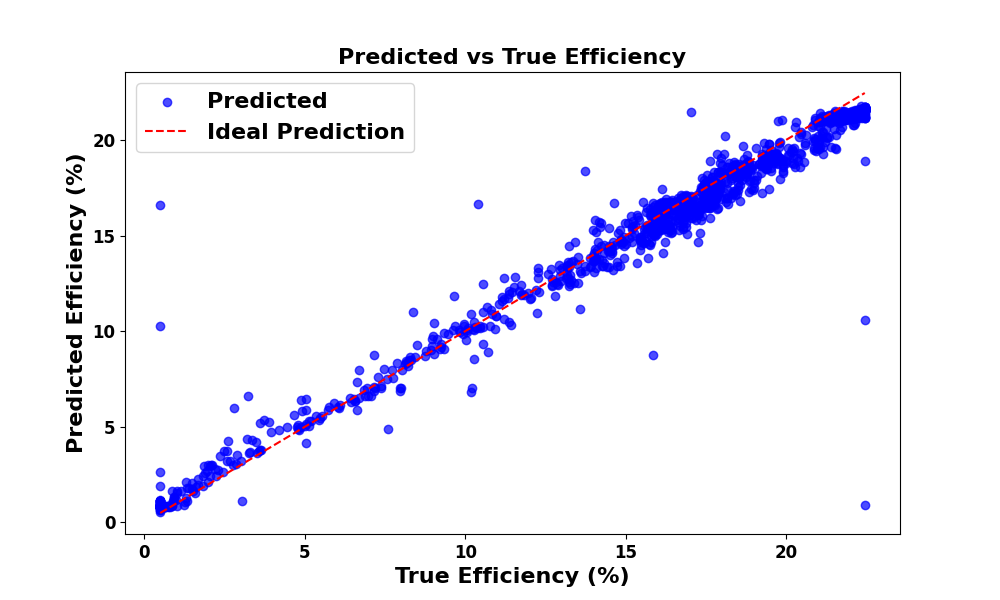 Predicted vs True Efficiency
Predicted
Ideal Prediction
Predicted Efficiency (%)
20
15
10
5
0
0 5 10 15 20
True Efficiency (%)